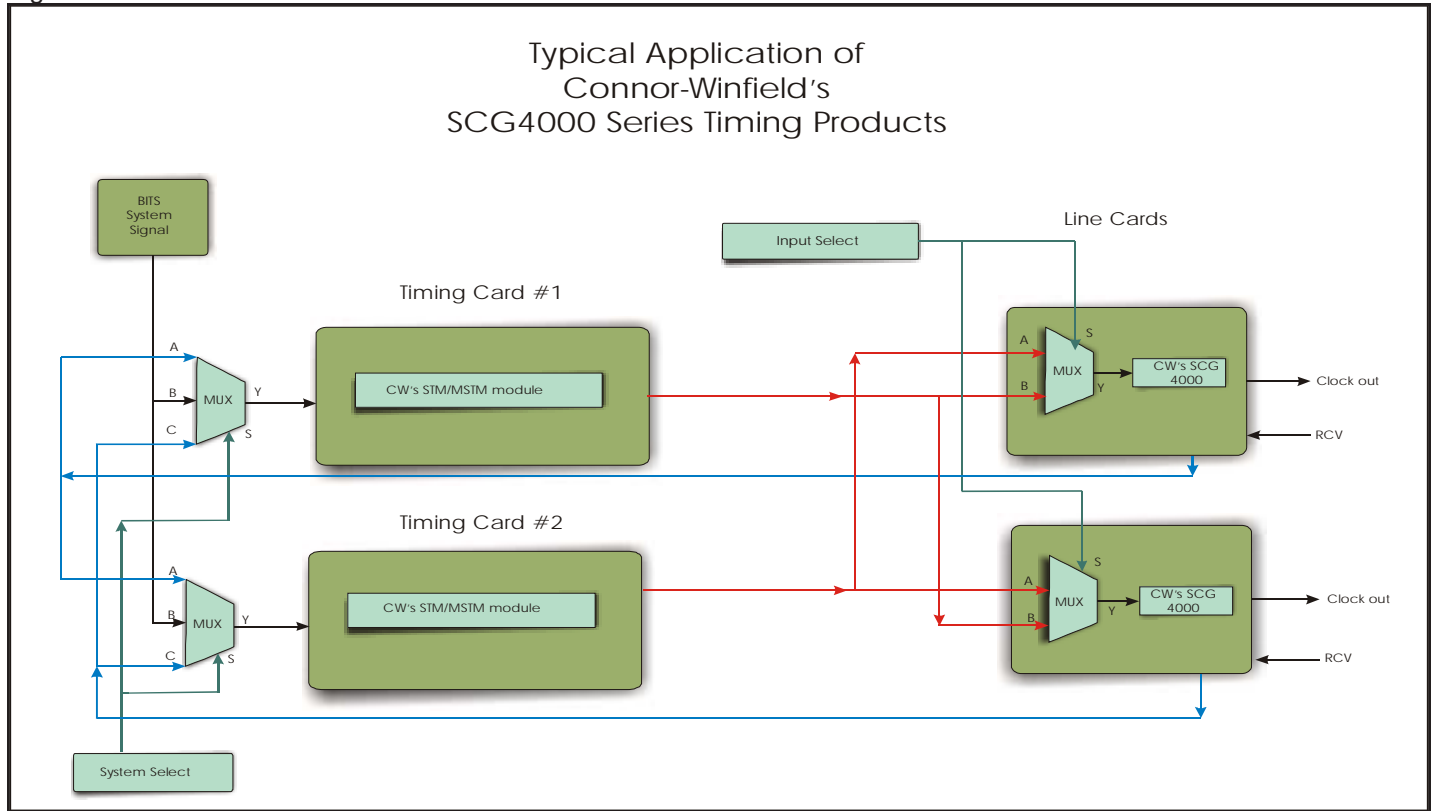 Typical Application of
Connor-Winfield's
SCG4000 Series Timing Products
BITS
System
Signal
Input Select
Line Cards
Timing Card #1
A
B
C
MUX
Y
S
CW's STM/MSTM module
A
B
S
MUX
Y
CW's SCG
4000
Clock out
RCV
Timing Card #2
A
B
C
MUX
Y
S
CW's STM/MSTM module
A
B
S
MUX
Y
CW's SCG
4000
Clock out
RCV
System Select